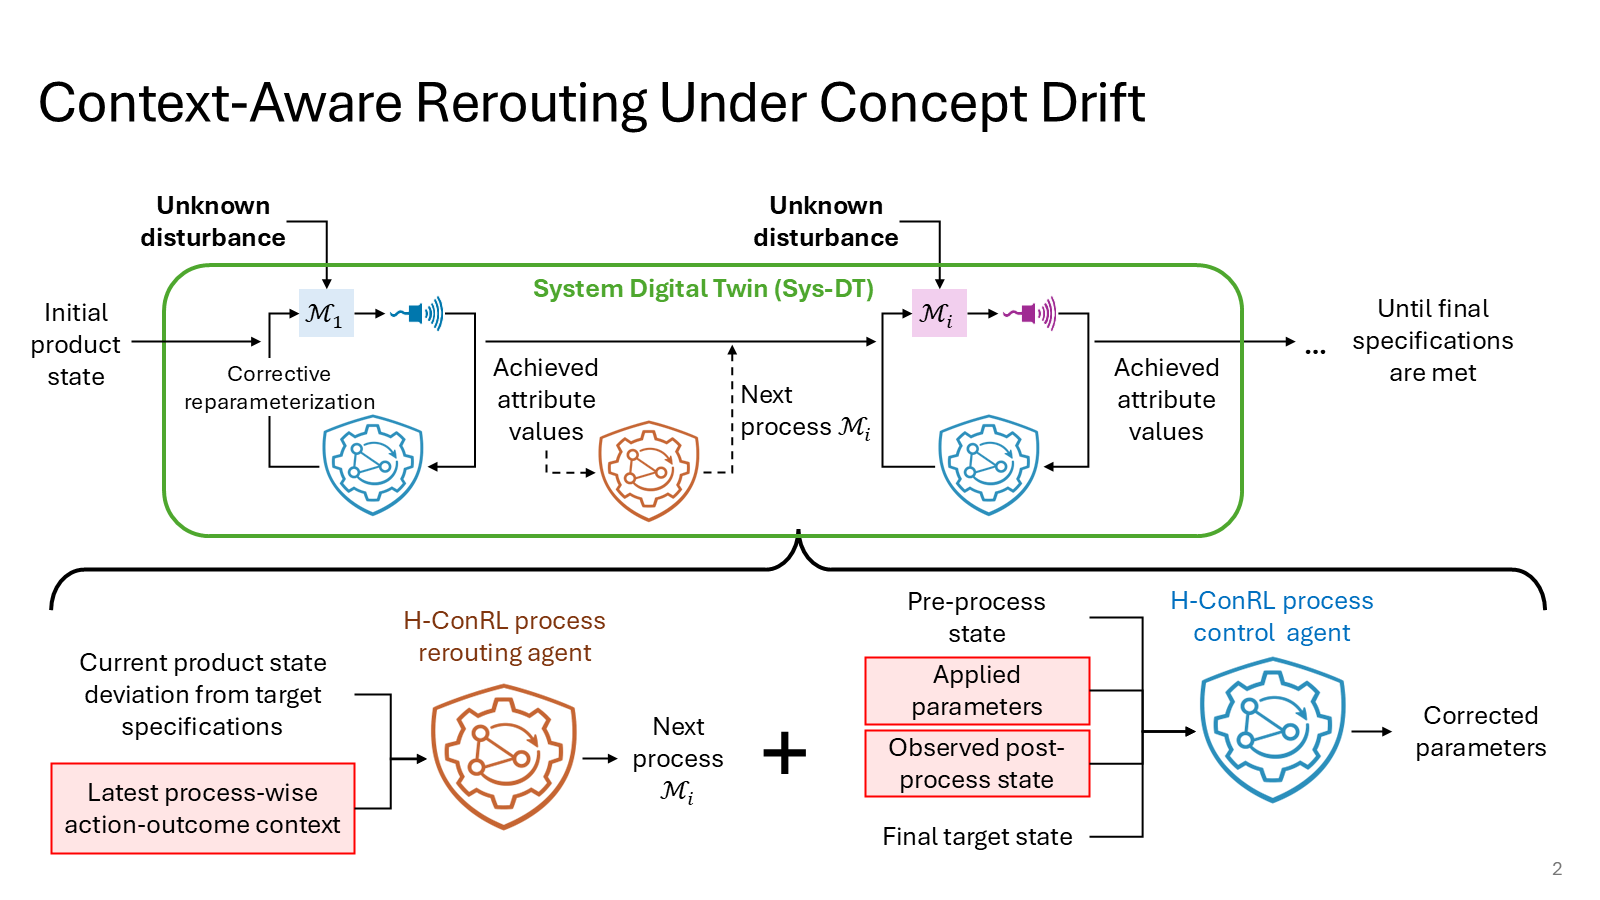 Context-Aware Rerouting Under Concept Drift
Unknown
disturbance
Unknown
disturbance
System Digital Twin (Sys-DT)
Initial
product
state
ℳ1
ℳi
Until final
specifications
are met
...
Corrective
reparameterization
Achieved
attribute
values
Next
process ℳi
Achieved
attribute
values
H-ConRL process
rerouting agent
Current product state
deviation from target
specifications
Latest process-wise
action-outcome context
Next
process
ℳi
+
Pre-process
state
Applied
parameters
Observed post-
process state
Final target state
H-ConRL process
control agent
Corrected
parameters
2